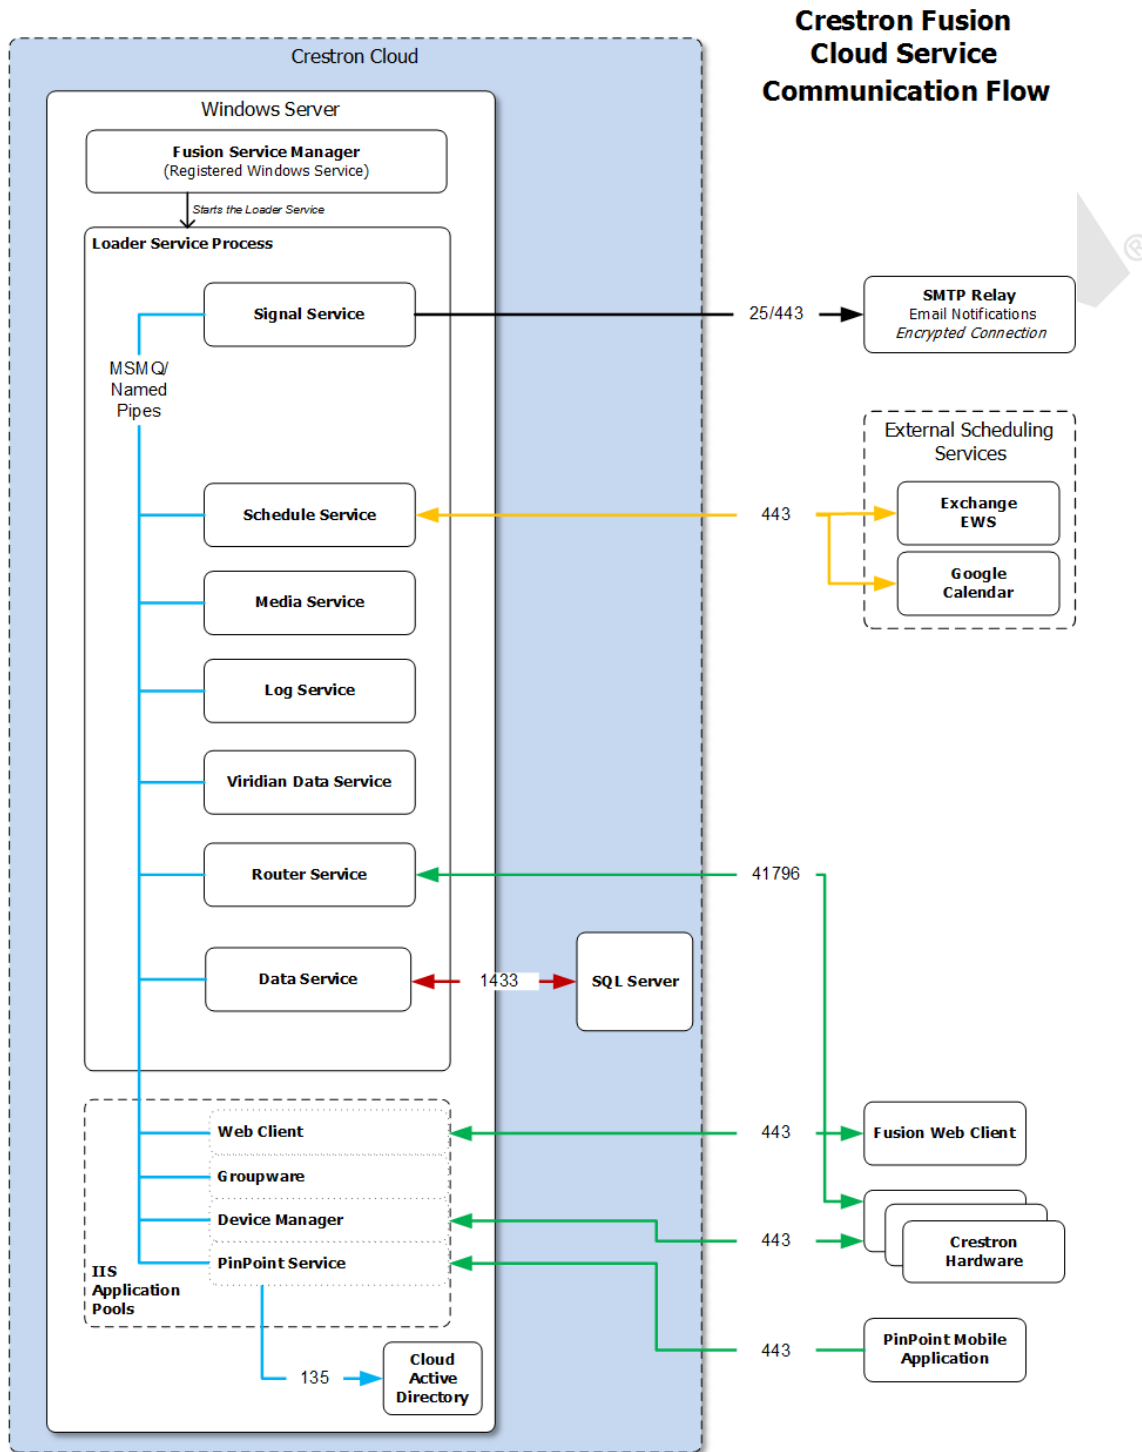 Crestron Fusion
Cloud Service
Communication Flow
Crestron Cloud
Windows Server
Fusion Service Manager
(Registered Windows Service)
Starts the Loader Service
Loader Service Process
Signal Service
25/443
SMTP Relay
Email Notifications
Encrypted Connection
MSMQ/
Named
Pipes
External Scheduling
Services
Schedule Service
443
Exchange
EWS
Google
Calendar
Media Service
Log Service
Viridian Data Service
Router Service
41796
Data Service
1433
SQL Server
Web Client
443
Fusion Web Client
Groupware
Device Manager
443
Crestron
Hardware
PinPoint Service
IIS
Application
Pools
443
PinPoint Mobile
Application
135
Cloud
Active
Directory
®